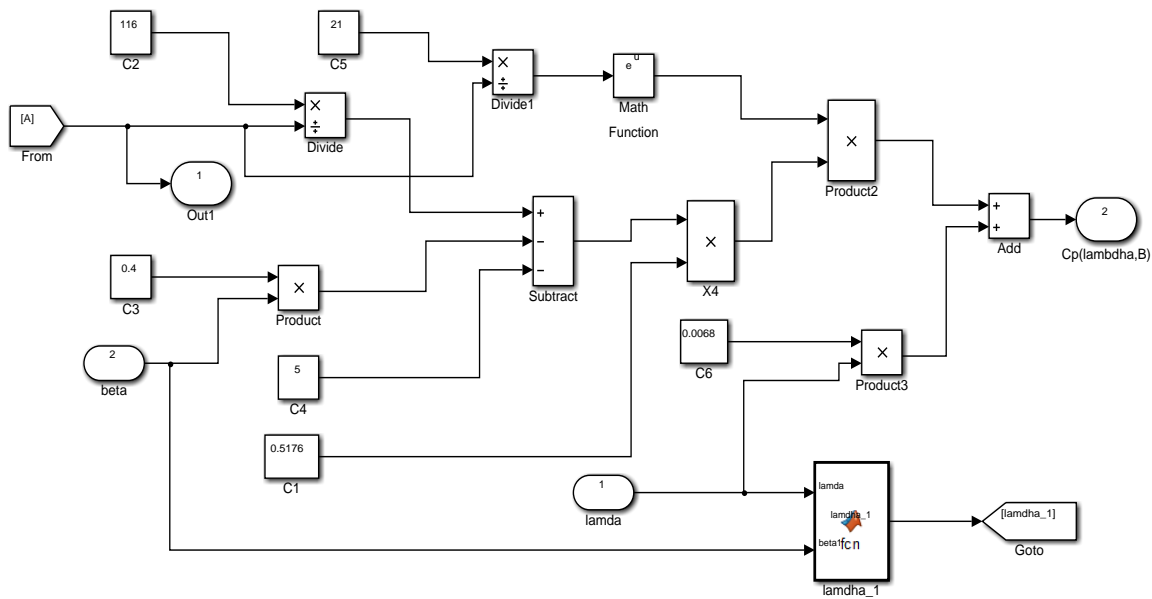 116
C2
21
C5
×
÷
Divide1
e u
Math
Function
[A]
From
×
÷
Divide
1
Out1
×
Product2
+
−
−
Subtract
×
X4
+
+
Add
2
Cp(lambdha,B)
0.4
C3
×
Product
2
beta
5
C4
0.0068
C6
×
Product3
0.5176
C1
1
lamda
lamda
lamdha_1
beta1
fcn
lamdha_1
[lamdha_1]
Goto